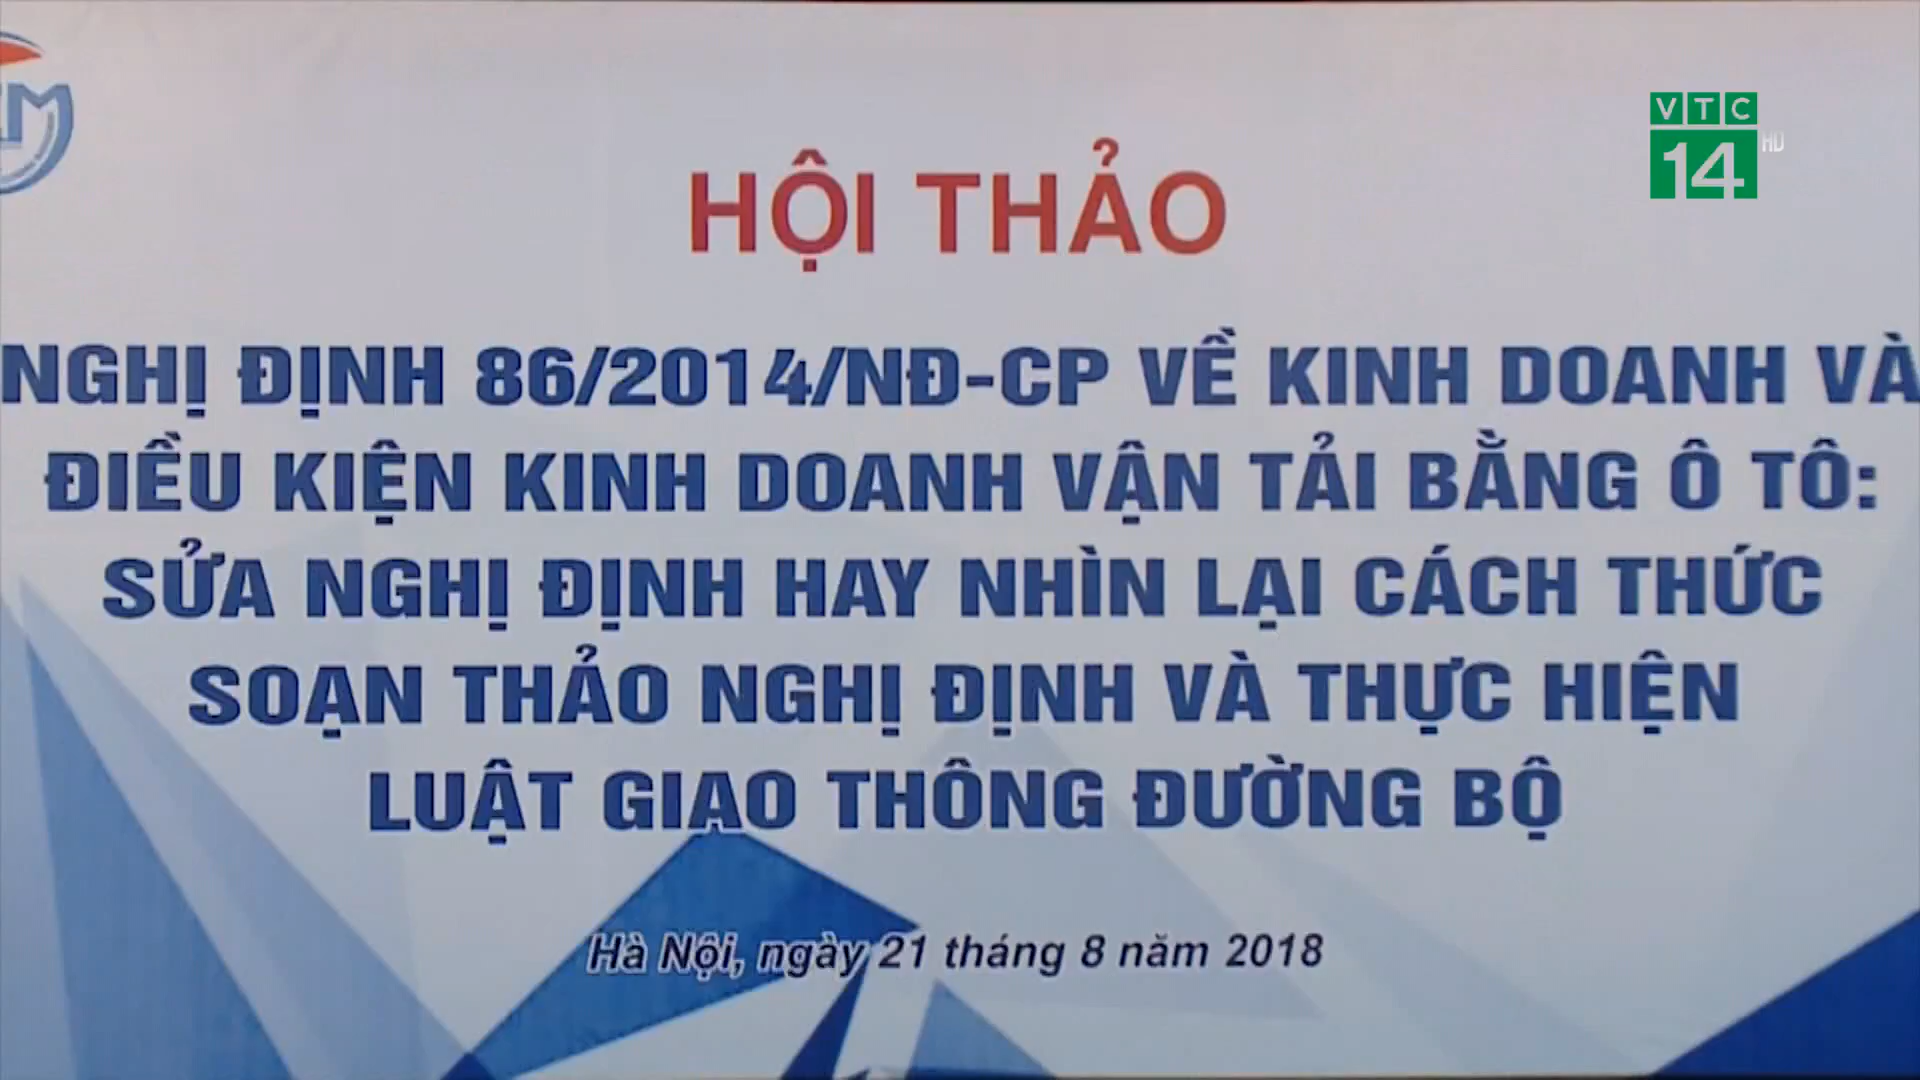 VTC
14
HD
HỘI THẢO
NGHỊ ĐỊNH 86/2014/NĐ-CP VỀ KINH DOANH VÀ
ĐIỀU KIỆN KINH DOANH VẬN TẢI BẰNG Ô TÔ:
SỬA NGHỊ ĐỊNH HAY NHÌN LẠI CÁCH THỨC
SOẠN THẢO NGHỊ ĐỊNH VÀ THỰC HIỆN
LUẬT GIAO THÔNG ĐƯỜNG BỘ
Hà Nội, ngày 21 tháng 8 năm 2018